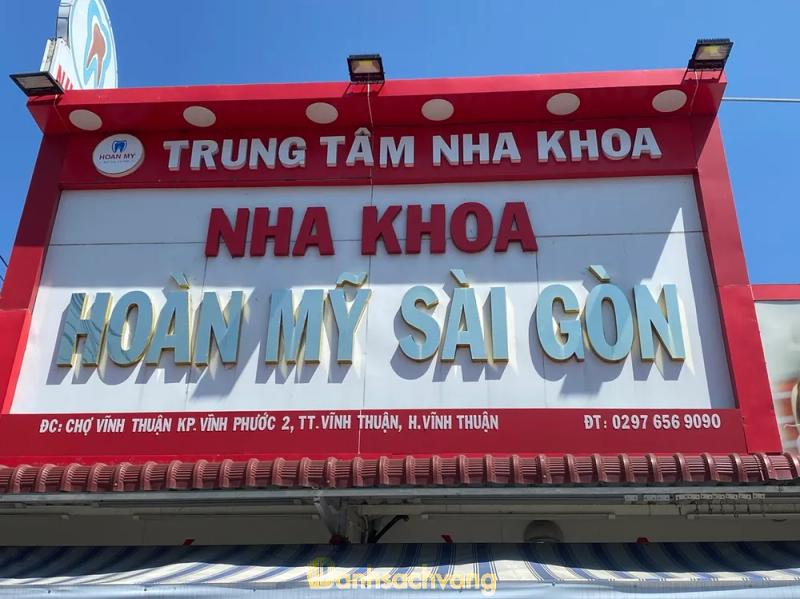 HOÀN MỸ
TRUNG TÂM NHA KHOA
NHA KHOA
HOÀN MỸ SÀI GÒN
ĐC: CHỢ VĨNH THUẬN KP. VĨNH PHƯỚC 2, TT. VĨNH THUẬN, H. VĨNH THUẬN
ĐT: 0297 656 9090
Danhsachvang